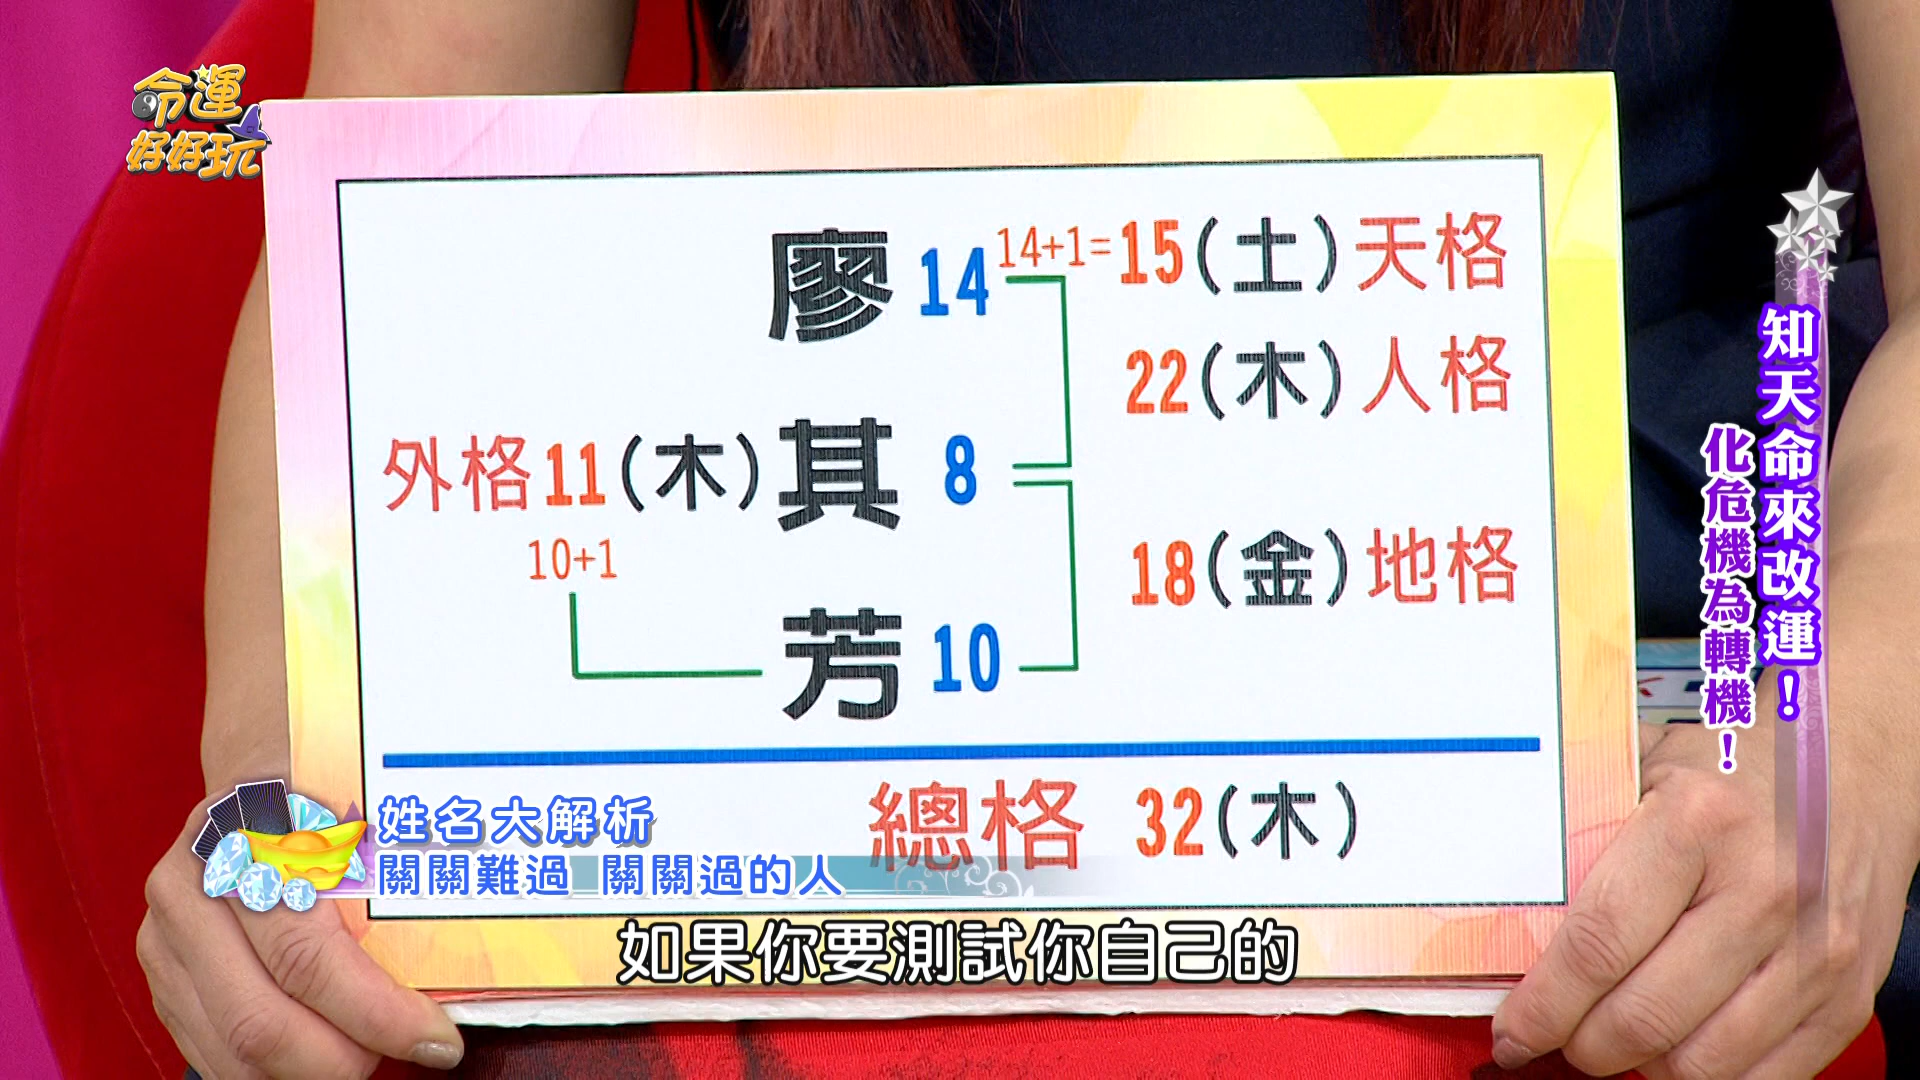 命運
好好玩
廖 14 14+1=15(土)天格
22(木)人格
外格11(木)其 8
10+1
18(金)地格
芳 10
總格 32(木)
知天命來改運!
化危機為轉機!
姓名大解析
關關難過 關關過的人
如果你要測試你自己的